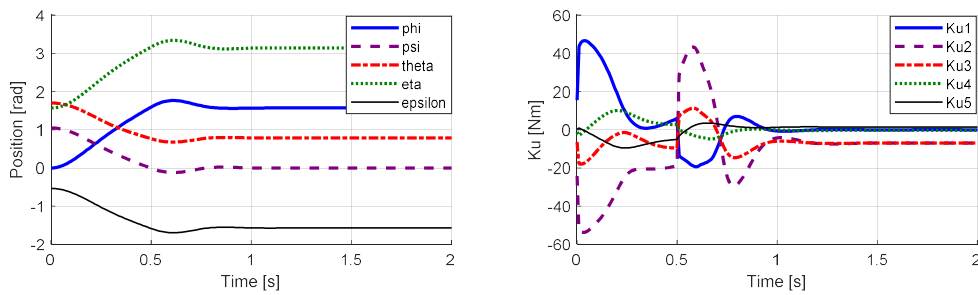 4
3
2
1
0
-1
-2
Position [rad]
0
0.5
1
1.5
2
Time [s]
phi
psi
theta
eta
epsilon
60
40
20
0
-20
-40
-60
Ku [Nm]
0
0.5
1
1.5
2
Time [s]
Ku1
Ku2
Ku3
Ku4
Ku5